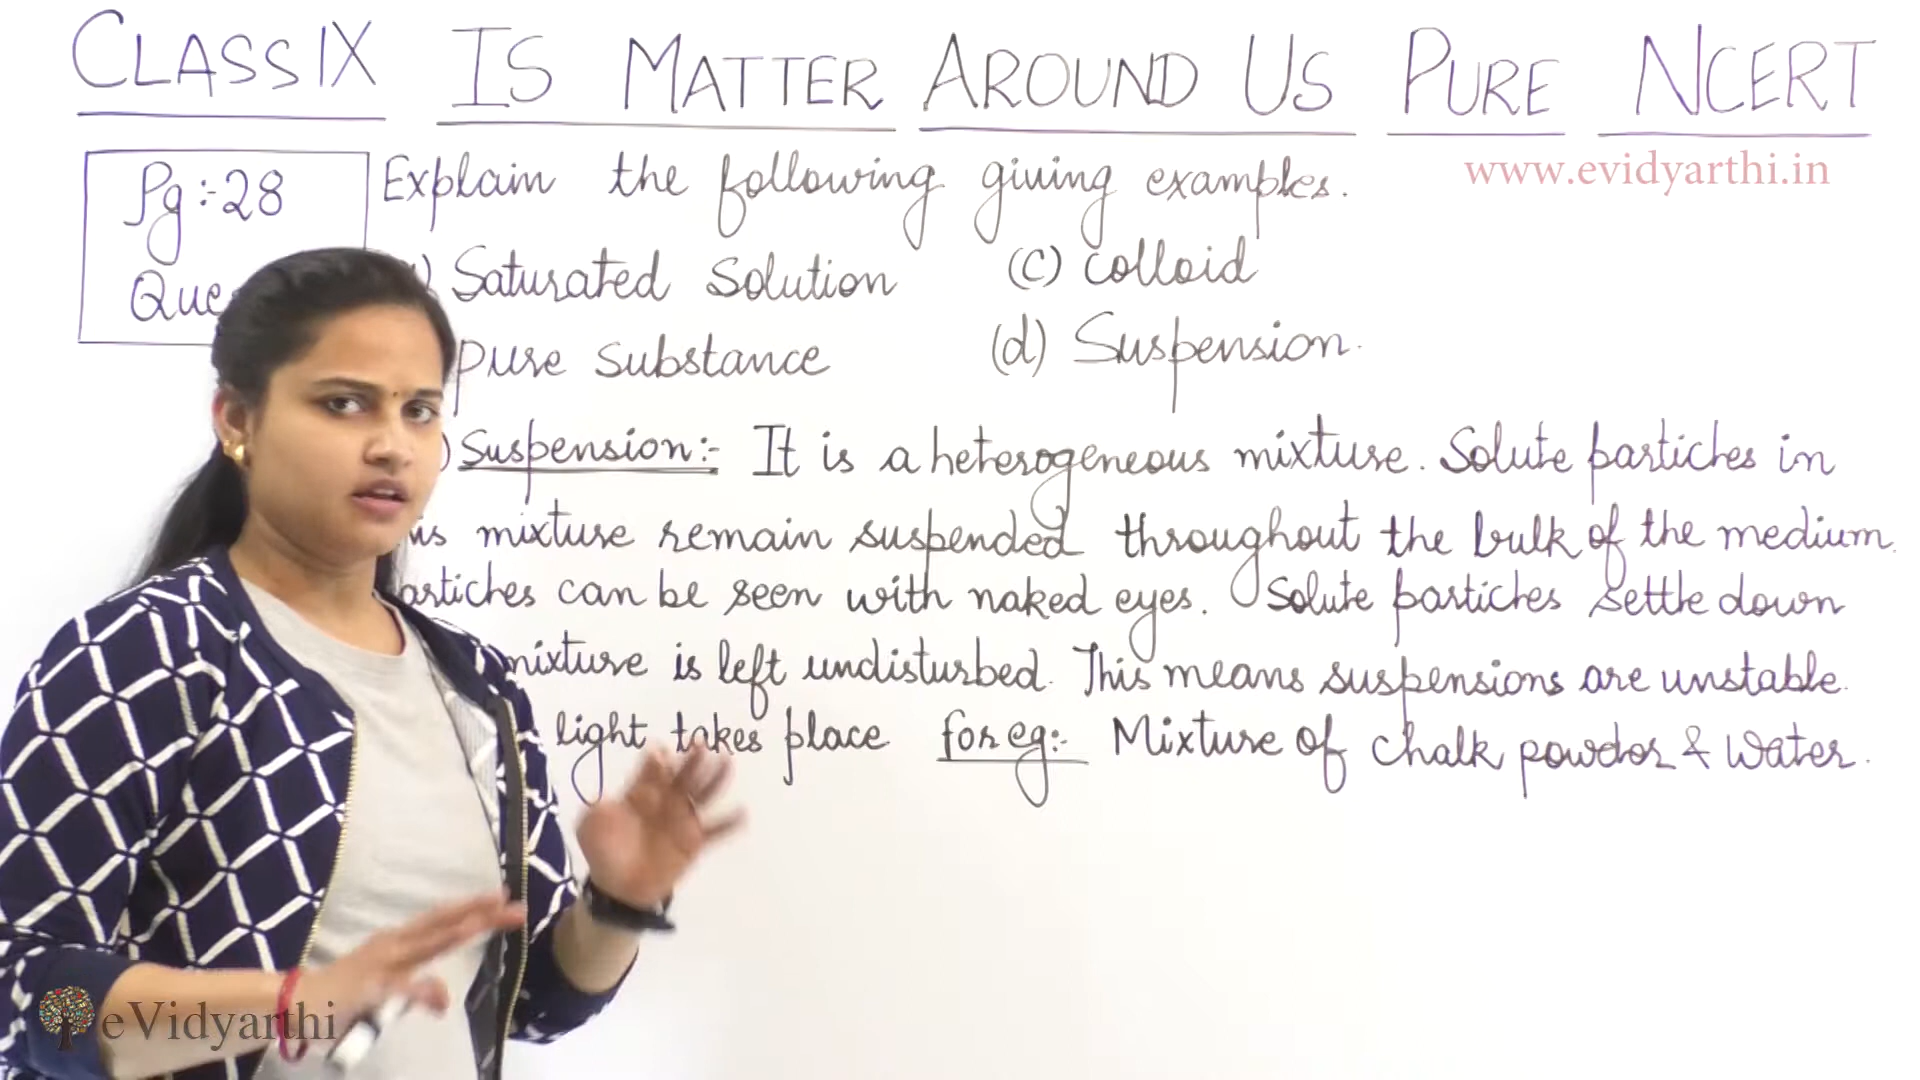 CLASS IX IS MATTER AROUND US PURE NCERT
www.evidyarthi.in
Pg:-28
Explain the following giving examples.
Saturated Solution (c) Colloid
pure substance (d) Suspension.
Suspension:- It is a heterogeneous mixture. Solute particles in
mixture remain suspended throughout the bulk of the medium.
can be seen with naked eyes. Solute particles settle down
mixture is left undisturbed. This means suspensions are unstable.
light takes place for eg:- Mixture of chalk powder & water.
eVidyarthi